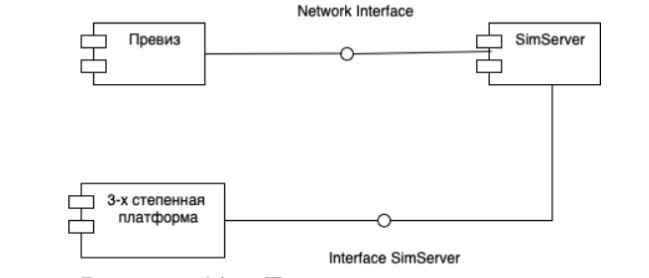 Network Interface
Превиз
SimServer
3-х степенная
платформа
Interface SimServer